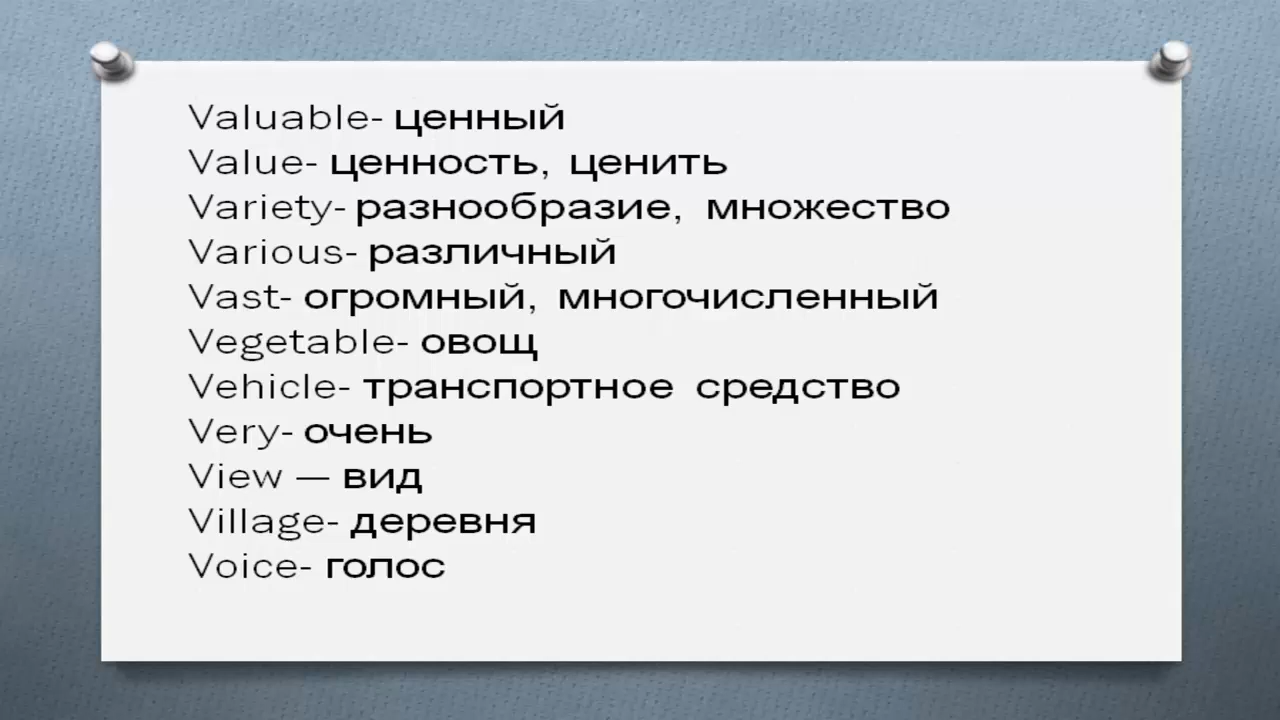 Valuable- ценный
Value- ценность, ценить
Variety- разнообразие, множество
Various- различный
Vast- огромный, многочисленный
Vegetable- овощ
Vehicle- транспортное средство
Very- очень
View — вид
Village- деревня
Voice- голос